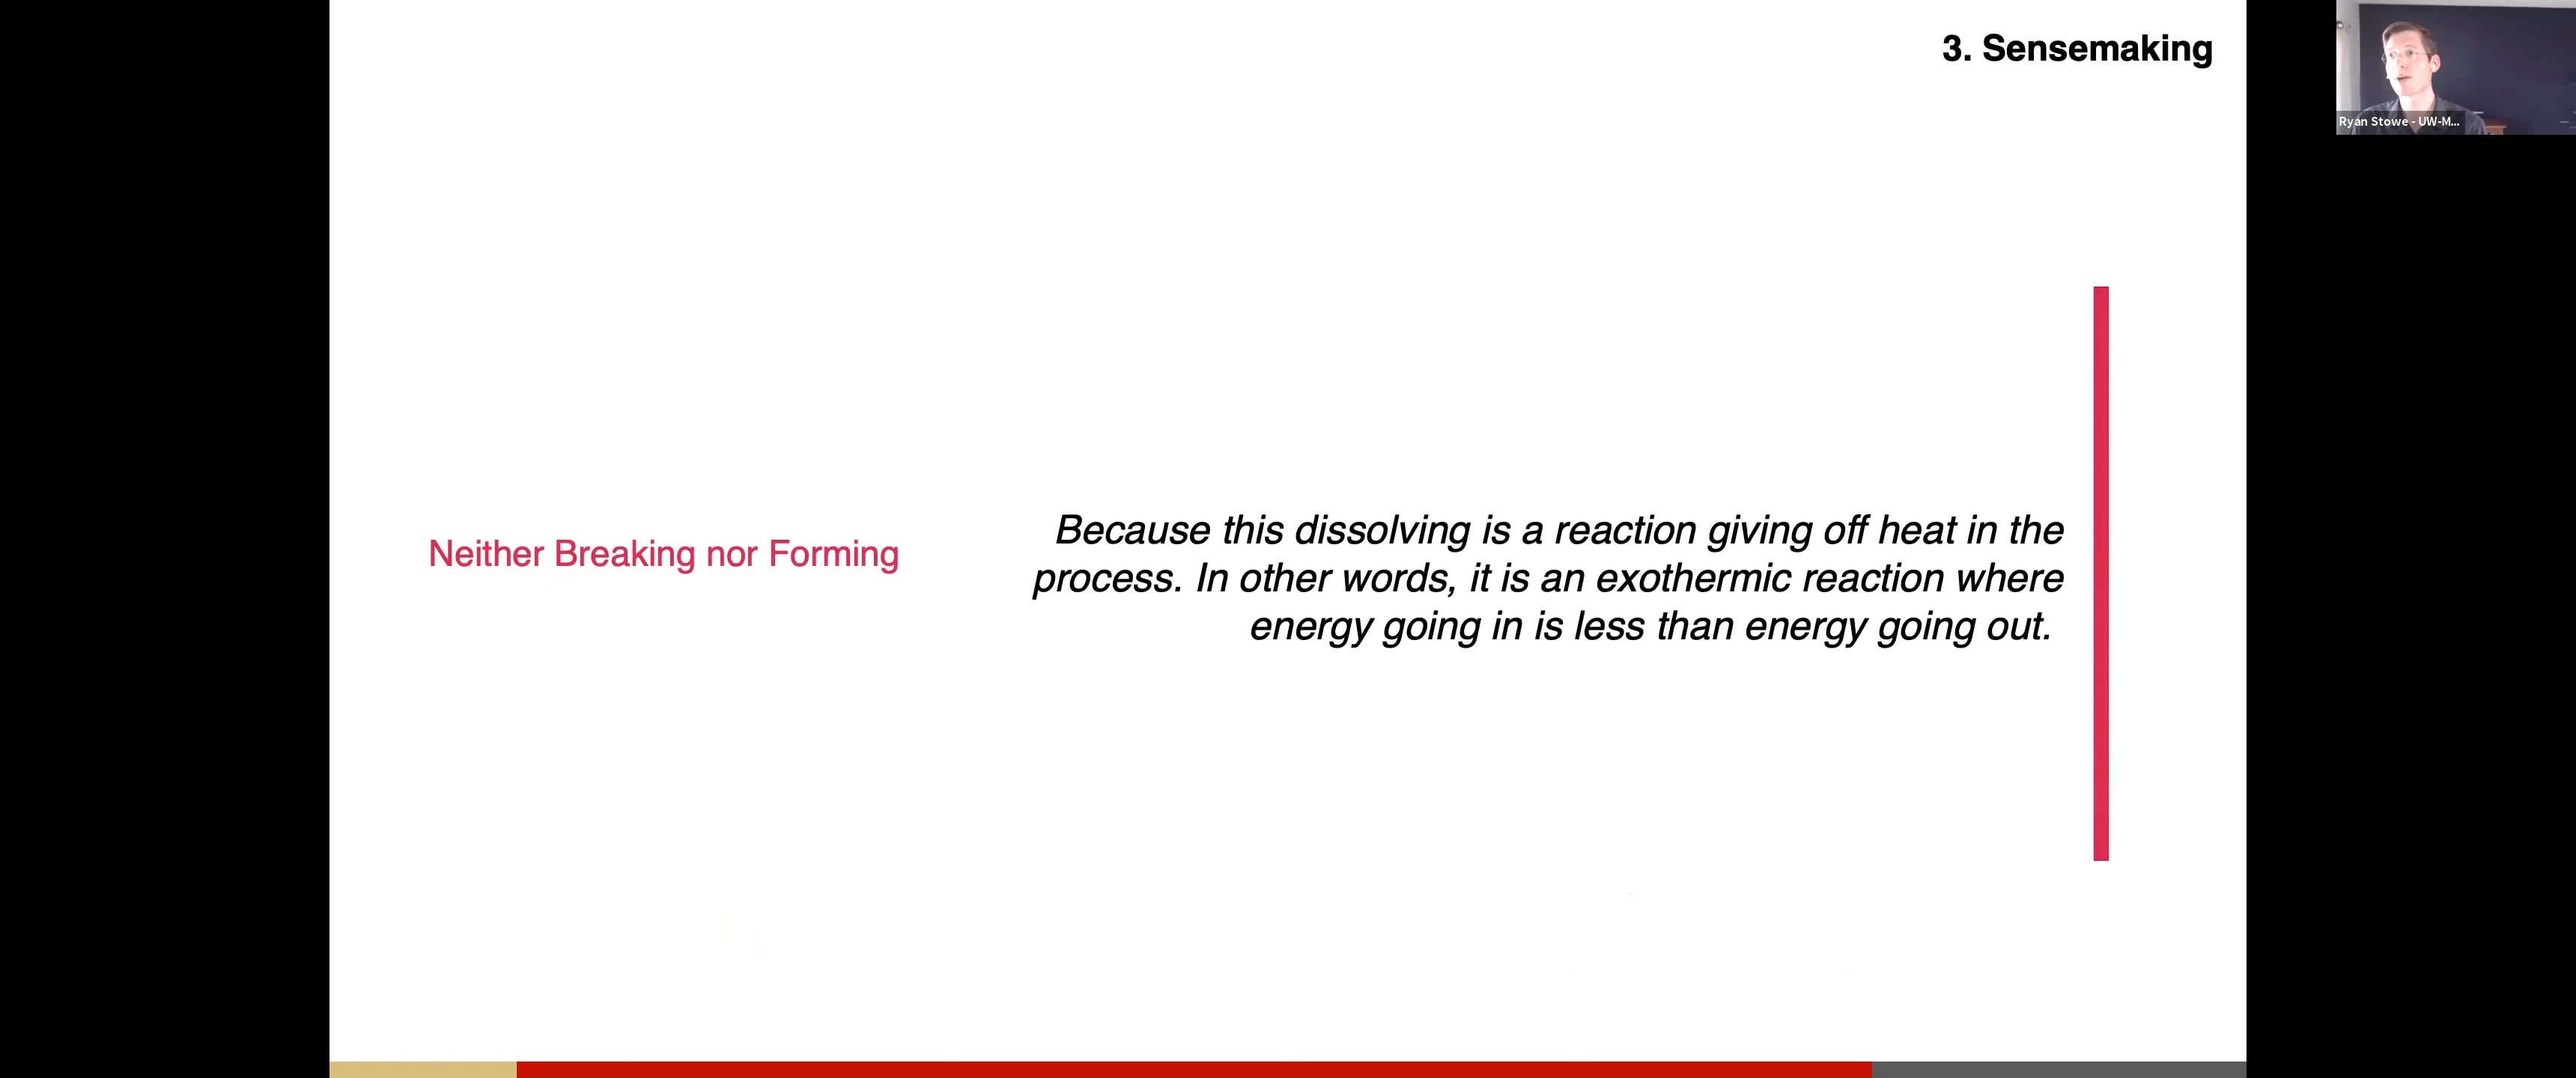 3. Sensemaking
Ryan Stowe - UW-M...
Neither Breaking nor Forming
Because this dissolving is a reaction giving off heat in the
process. In other words, it is an exothermic reaction where
energy going in is less than energy going out.